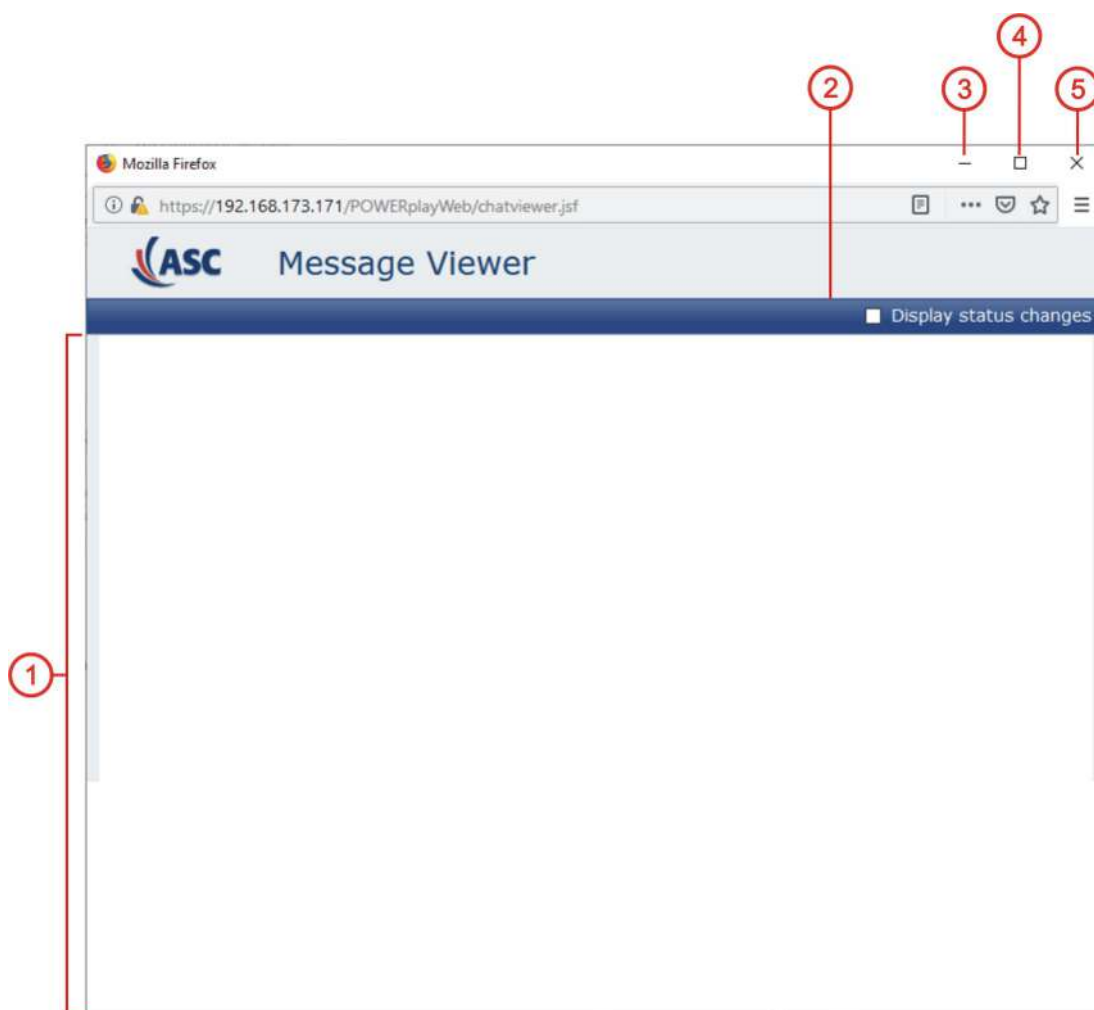 4
2
3
5
Mozilla Firefox
https://192.168.173.171/POWERplayWeb/chatviewer.jsf
ASC Message Viewer
Display status changes
1